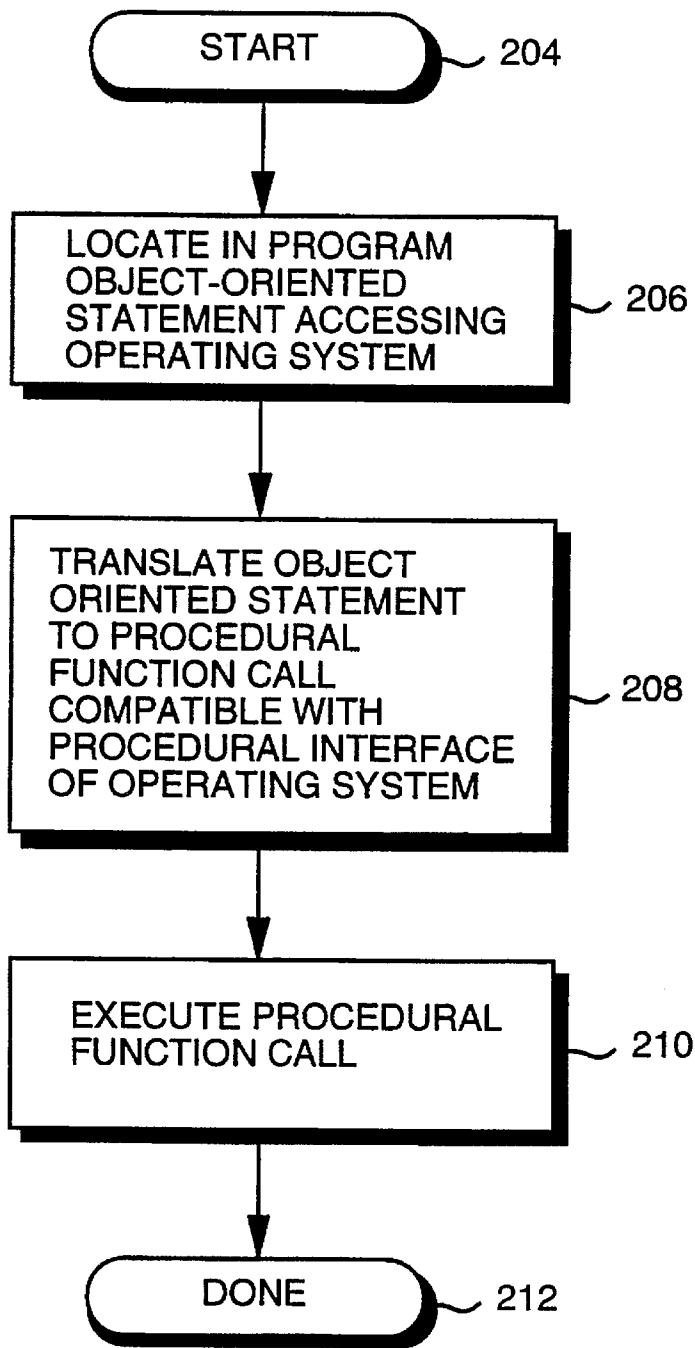 START
204
LOCATE IN PROGRAM
OBJECT-ORIENTED
STATEMENT ACCESSING
OPERATING SYSTEM
206
TRANSLATE OBJECT
ORIENTED STATEMENT
TO PROCEDURAL
FUNCTION CALL
COMPATIBLE WITH
PROCEDURAL INTERFACE
OF OPERATING SYSTEM
208
EXECUTE PROCEDURAL
FUNCTION CALL
210
DONE
212